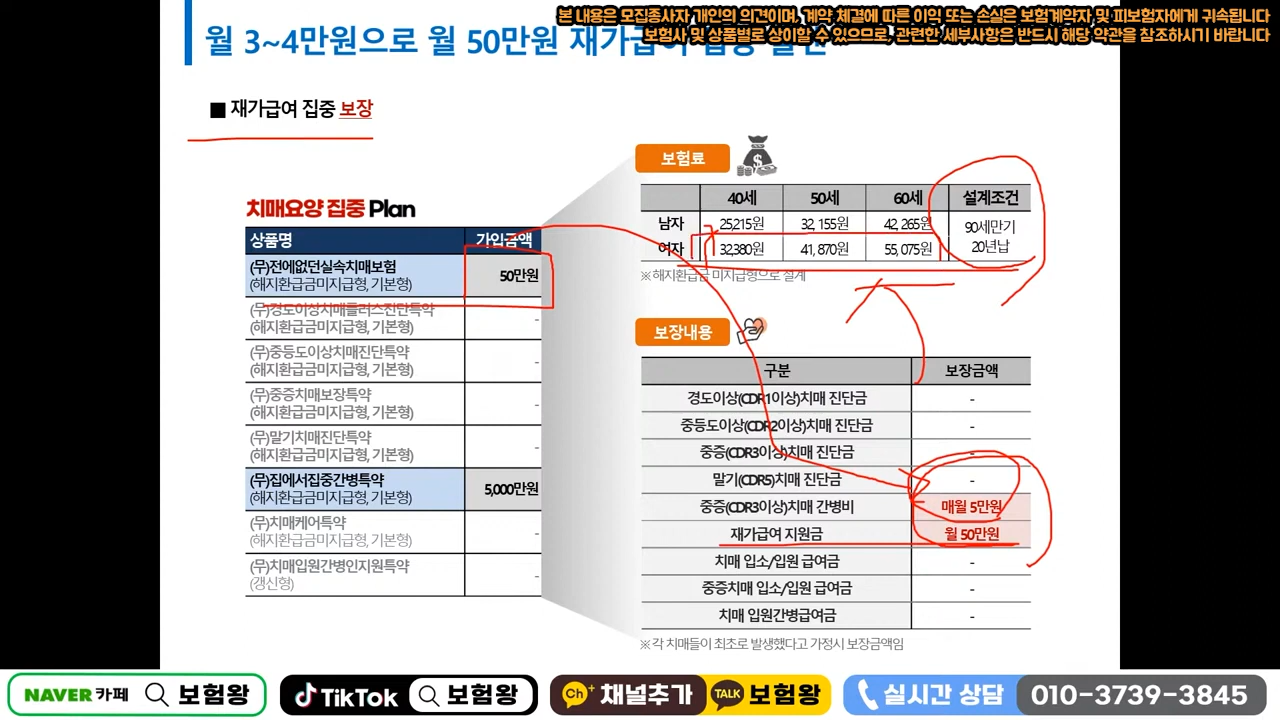 본 내용은 모집종사자 개인의 의견이며, 계약 체결에 따른 이익 또는 손실은 보험계약자 및 피보험자에게 귀속됩니다
보험사 및 상품별로 상이할 수 있으므로, 관련한 세부사항은 반드시 해당 약관을 참조하시기 바랍니다
월 3~4만원으로 월 50만원 재가급여
■ 재가급여 집중 보장
치매요양 집중 Plan
상품명 가입금액
(무)전에없던실속치매보험
(해지환급금미지급형, 기본형)
50만원
(무)경도이상치매플러스진단특약
(해지환급금미지급형, 기본형)
-
(무)중등도이상치매진단특약
(해지환급금미지급형, 기본형)
-
(무)중증치매보장특약
(해지환급금미지급형, 기본형)
-
(무)말기치매진단특약
(해지환급금미지급형, 기본형)
-
(무)집에서집중간병특약
(해지환급금미지급형, 기본형)
5,000만원
(무)치매케어특약
(해지환급금미지급형, 기본형)
-
(무)치매입원간병인지원특약
(갱신형)
-
보험료
40세 50세 60세 설계조건
남자 25,215원 32,155원 42,265원
여자 32,380원 41,870원 55,075원
90세만기
20년납
※해지환급금 미지급형으로 설계
보장내용
구분 보장금액
경도이상(CDR1이상)치매 진단금 -
중등도이상(CDR2이상)치매 진단금 -
중증(CDR3이상)치매 진단금 -
말기(CDR5)치매 진단금 -
중증(CDR3이상)치매 간병비 매월 5만원
재가급여 지원금 월 50만원
치매 입소/입원 급여금 -
중증치매 입소/입원 급여금 -
치매 입원간병급여금 -
※각 치매들이 최초로 발생했다고 가정시 보장금액임
NAVER 카페 보험왕
TikTok 보험왕
Ch+ 채널추가 TALK 보험왕
실시간 상담 010-3739-3845